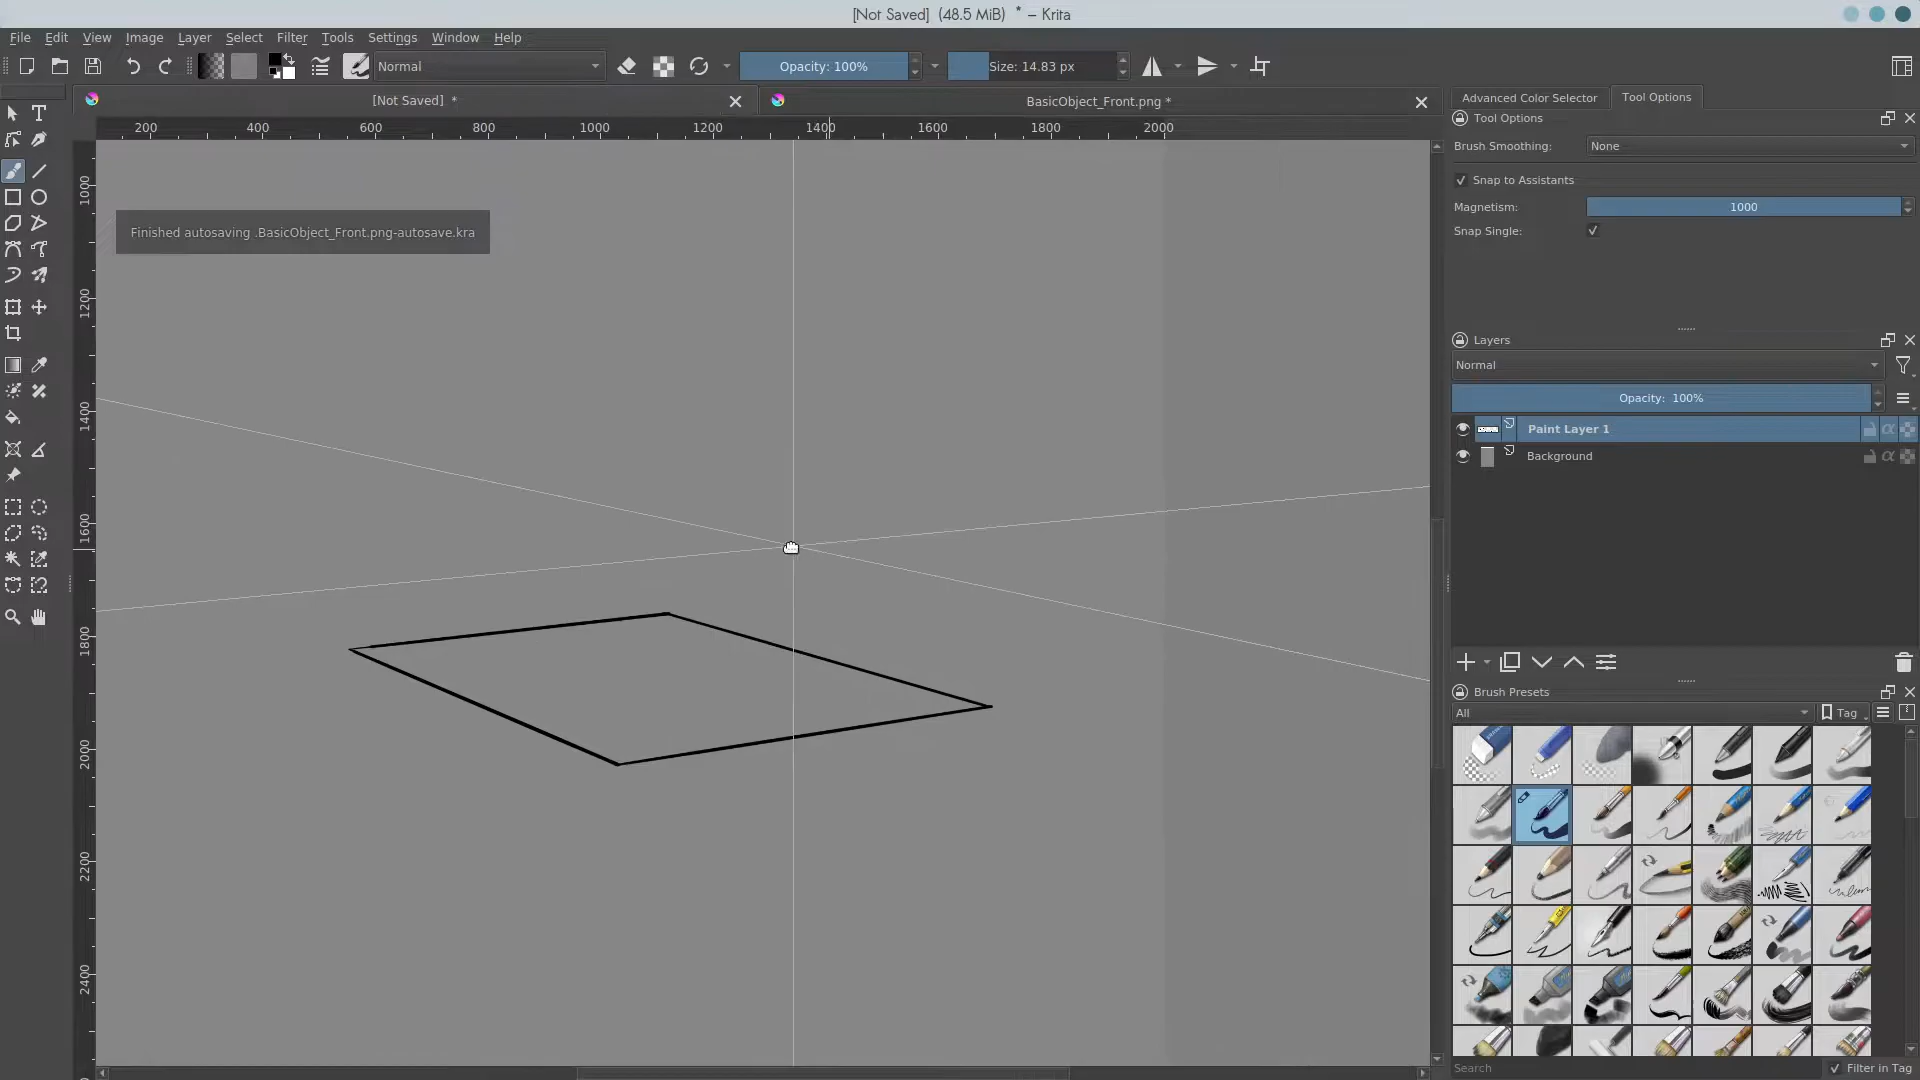 [Not Saved]  (48.5 MiB)  * – Krita
File Edit View Image Layer Select Filter Tools Settings Window Help
Normal Opacity: 100% Size: 14.83 px
[Not Saved] * BasicObject_Front.png *
Advanced Color Selector Tool Options
Tool Options
200 400 600 800 1000 1200 1400 1600 1800 2000
Brush Smoothing: None
Snap to Assistants
Magnetism: 1000
Snap Single:
Finished autosaving .BasicObject_Front.png-autosave.kra
1000
1200
1400
1600
1800
2000
2200
2400
Layers
Normal
Opacity: 100%
Paint Layer 1
Background
Brush Presets
All Tag
Search Filter in Tag